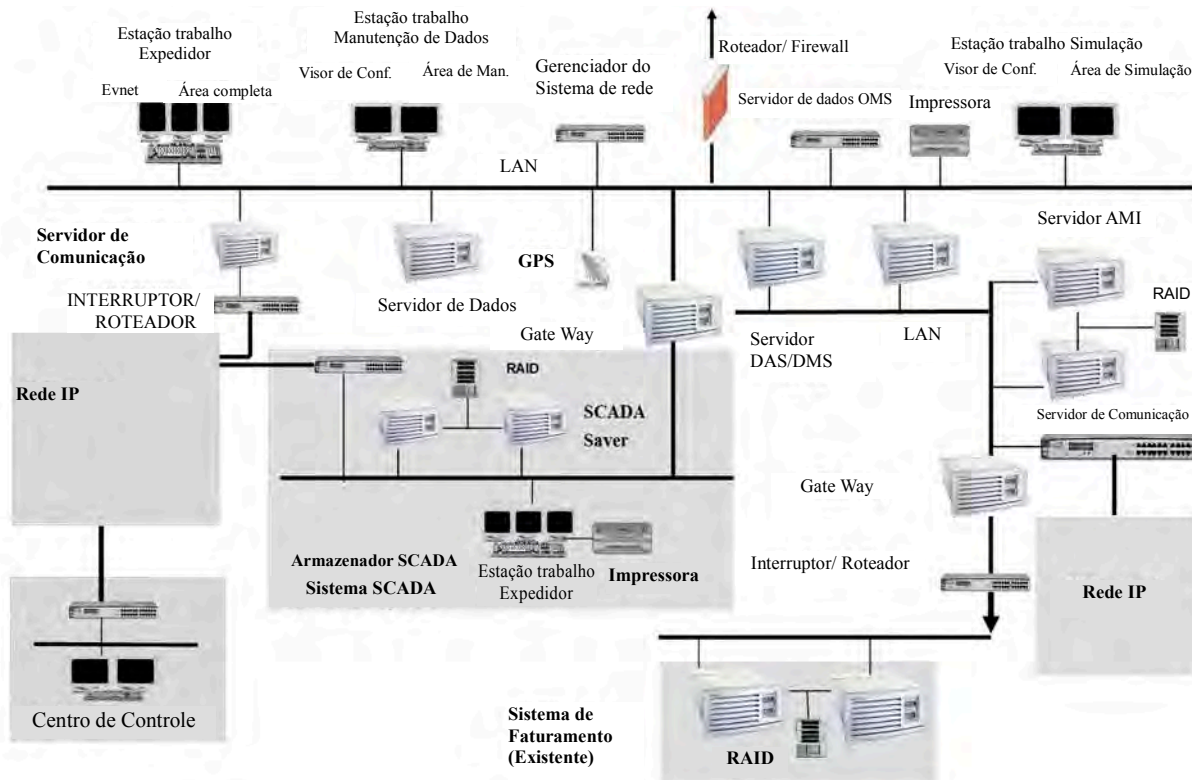 Estação trabalho
Expedidor
Evnet
Área completa
Estação trabalho
Manutenção de Dados
Visor de Conf.
Área de Man.
Gerenciador do
Sistema de rede
Roteador/ Firewall
Servidor de dados OMS
Impressora
Estação trabalho Simulação
Visor de Conf.
Área de Simulação
LAN
Servidor de
Comunicação
INTERRUPTOR/
ROTEADOR
Servidor de Dados
GPS
Gate Way
Servidor
DAS/DMS
LAN
Servidor AMI
RAID
Servidor de Comunicação
Rede IP
RAID
SCADA
Saver
Armazenador SCADA
Sistema SCADA
Estação trabalho
Expedidor
Impressora
Gate Way
Interruptor/ Roteador
Rede IP
Centro de Controle
Sistema de
Faturamento
(Existente)
RAID